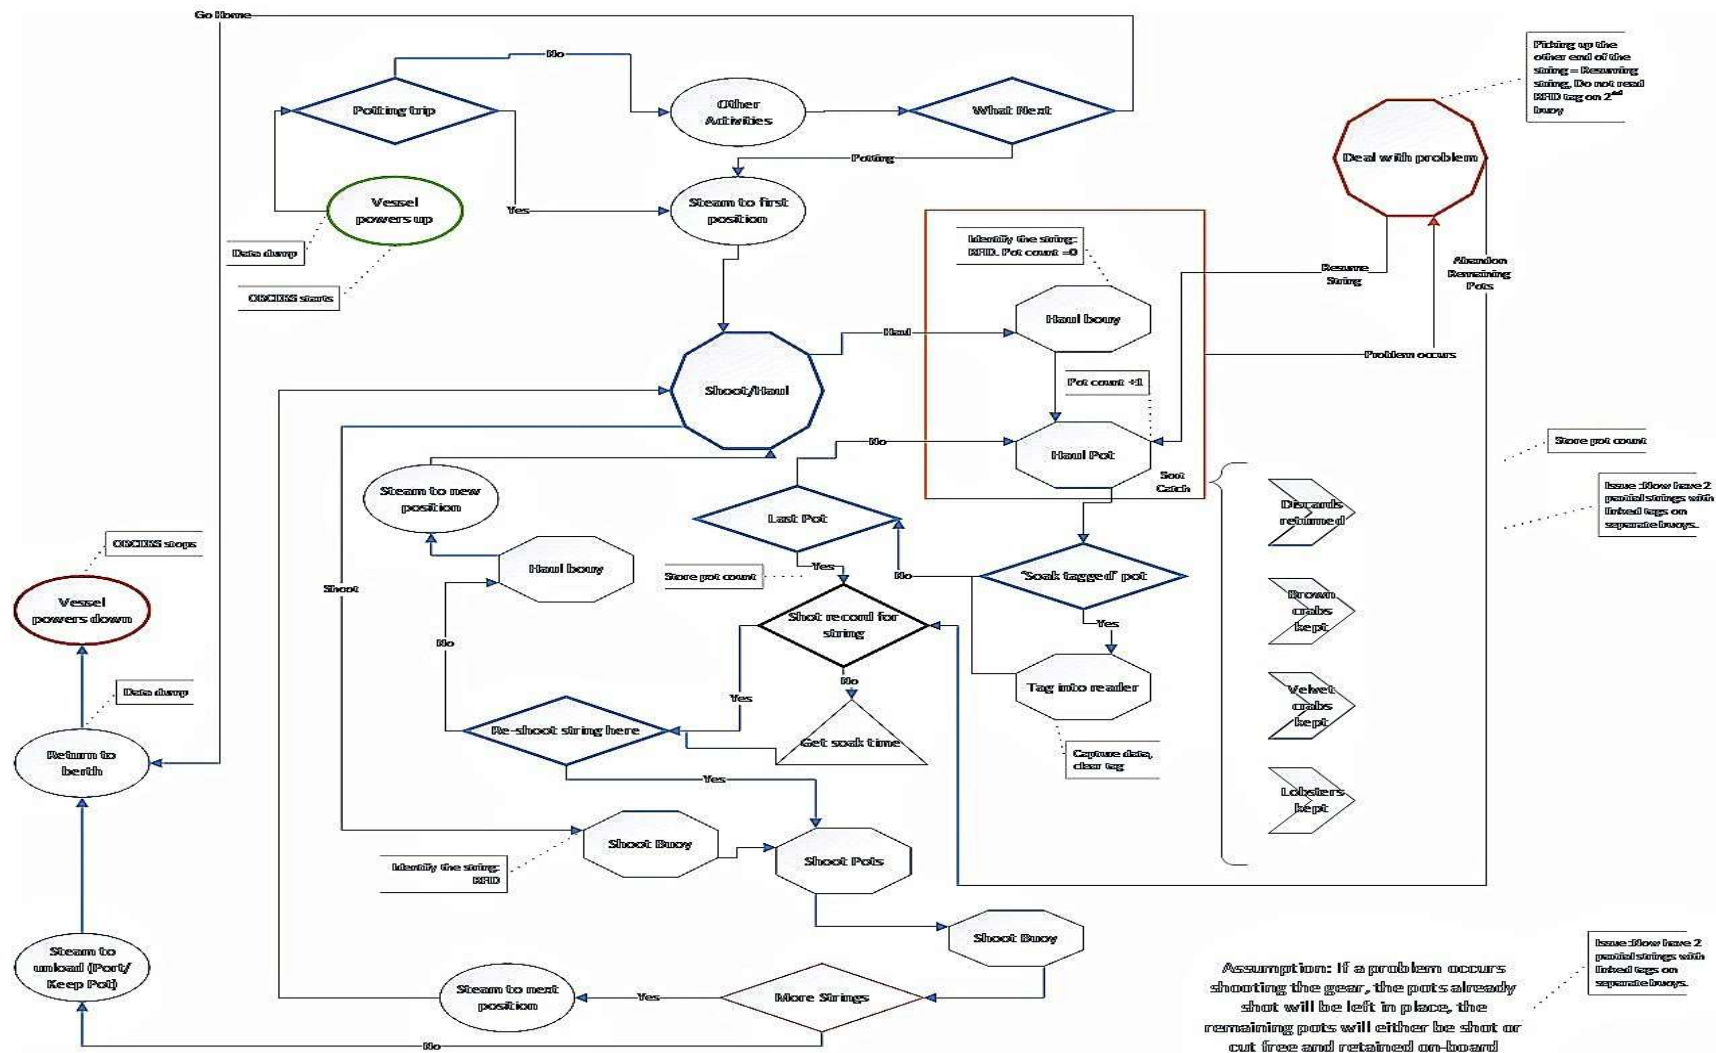 Go Home
No
Potting trip
Other
Activities
What Next
Picking up the
other end of the
string = Resuming
string, Do not read
RFID tag on 2nd
buoy
Deal with problem
Potting
Vessel
powers up
Yes
Steam to first
position
Data dump
Identify the string:
RFID. Pot count =0
Resume
String
Abandon
Remaining
Pots
starts
Haul bouy
Haul
Problem occurs
Pot count +1
Shoot/Haul
No
Haul Pot
Store pot count
Sort
Catch
Steam to new
position
Last Pot
Discards
returned
Issue :Now have 2
partial strings with
linked tags on
separate buoys.
stops
Haul bouy
Store pot count
Yes
No
"Soak tagged" pot
Shoot
Vessel
powers down
Shot record for
string
Yes
Brown
crabs
kept
No
No
Tag into reader
Data dump
Yes
Velvet
crabs
kept
Re-shoot string here
Get soak time
Capture data,
clear tag
Return to
berth
Yes
Lobsters
kept
Shoot Buoy
Shoot Pots
Identify the string:
RFID
Shoot Buoy
Steam to
unload (Port/
Keep Pot)
Steam to next
position
Yes
More Strings
No
Assumption: If a problem occurs
shooting the gear, the pots already
shot will be left in place, the
remaining pots will either be shot or
cut free and retained on-board
Issue :Now have 2
partial strings with
linked tags on
separate buoys.